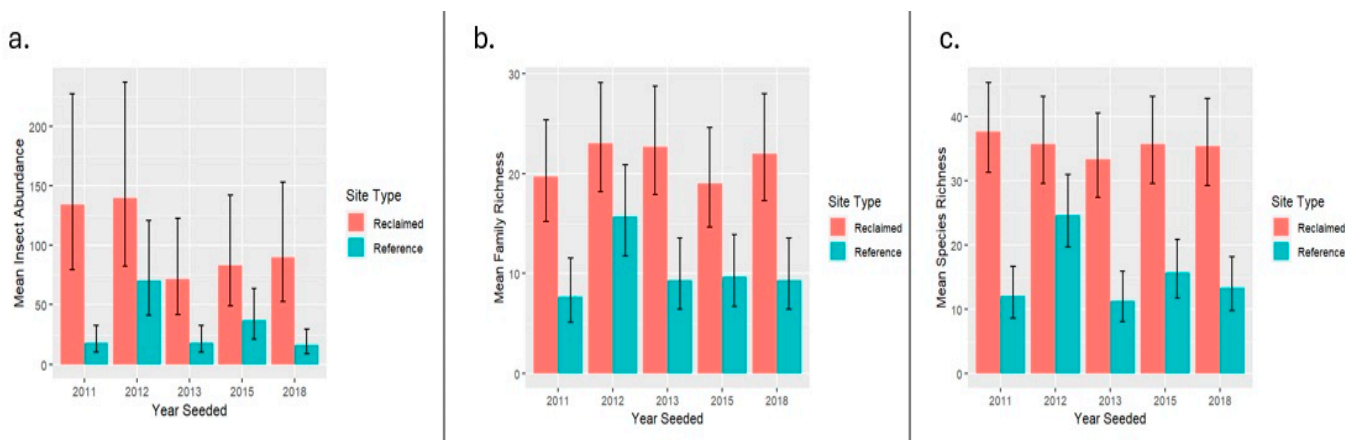 a.
Mean Insect Abundance
200
150
100
50
0
2011 2012 2013 2015 2018
Year Seeded
Site Type
Reclaimed
Reference
b.
Mean Family Richness
30
20
10
0
2011 2012 2013 2015 2018
Year Seeded
Site Type
Reclaimed
Reference
c.
Mean Species Richness
40
30
20
10
0
2011 2012 2013 2015 2018
Year Seeded
Site Type
Reclaimed
Reference